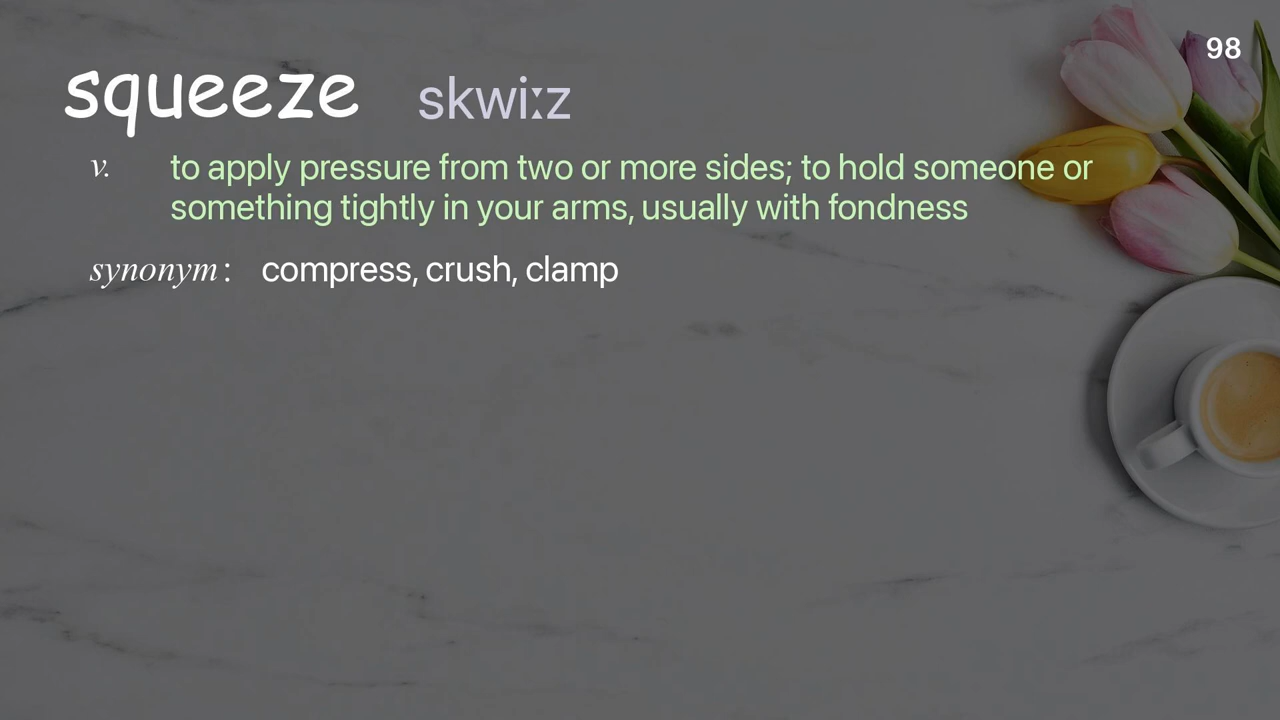 98
squeeze skwiːz
v. to apply pressure from two or more sides; to hold someone or
something tightly in your arms, usually with fondness
synonym : compress, crush, clamp